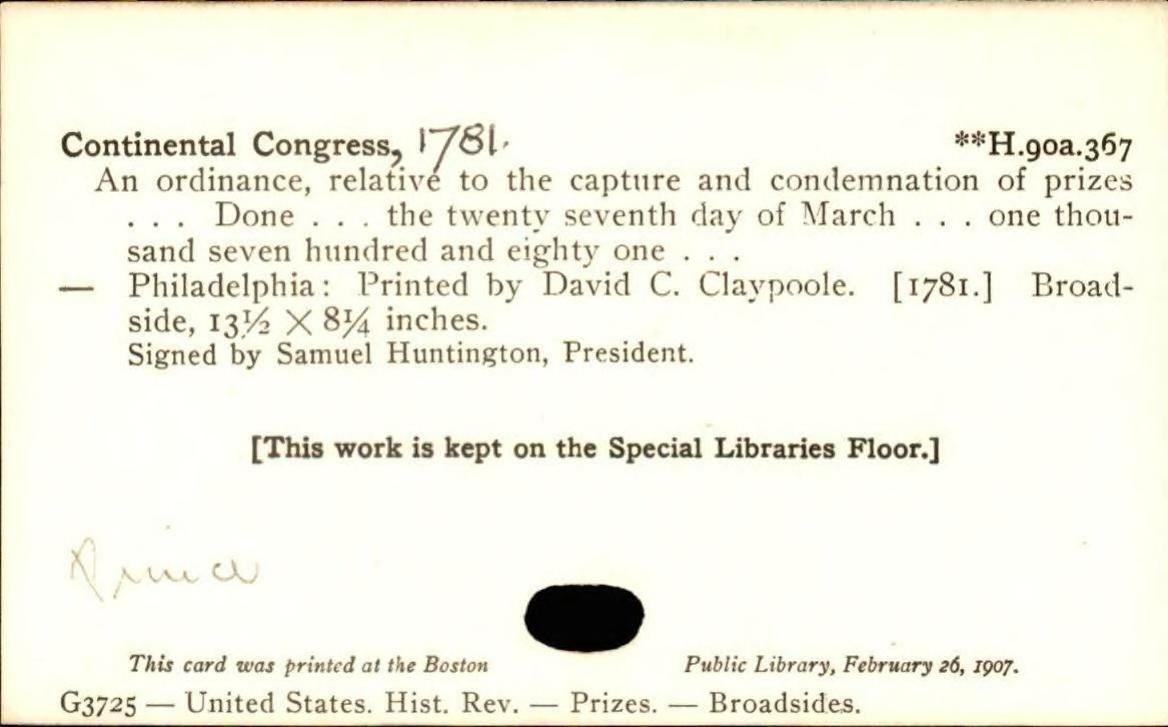 Continental Congress, 1781. **H.90a.367
An ordinance, relative to the capture and condemnation of prizes
. . . Done . . . the twenty seventh day of March . . . one thou-
sand seven hundred and eighty one . . .
— Philadelphia: Printed by David C. Claypoole. [1781.] Broad-
side, 13½ × 8¼ inches.
Signed by Samuel Huntington, President.
[This work is kept on the Special Libraries Floor.]
This card was printed at the Boston Public Library, February 26, 1907.
G3725 — United States. Hist. Rev. — Prizes. — Broadsides.